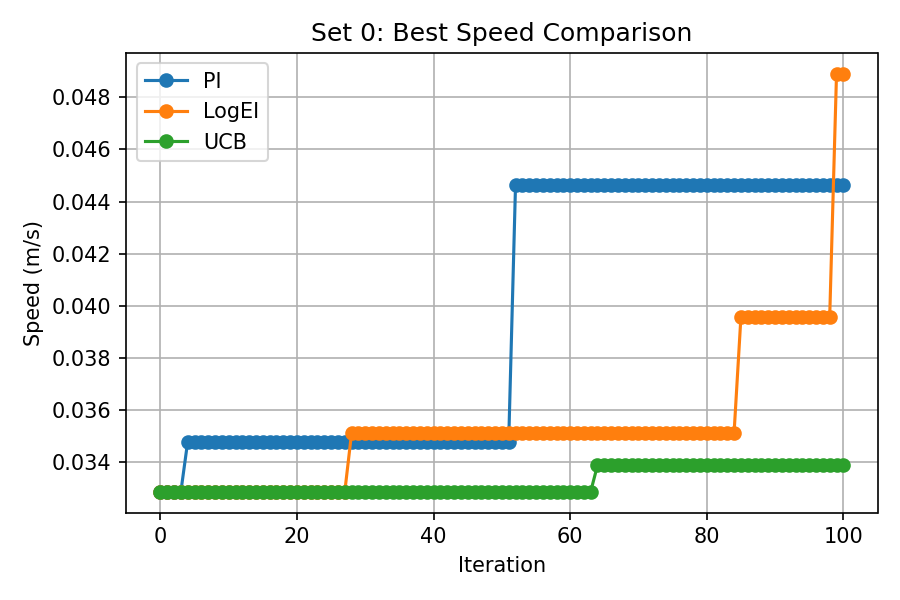 Set 0: Best Speed Comparison
PI
LogEI
UCB
0.048
0.046
0.044
0.042
0.040
0.038
0.036
0.034
Speed (m/s)
0 20 40 60 80 100
Iteration